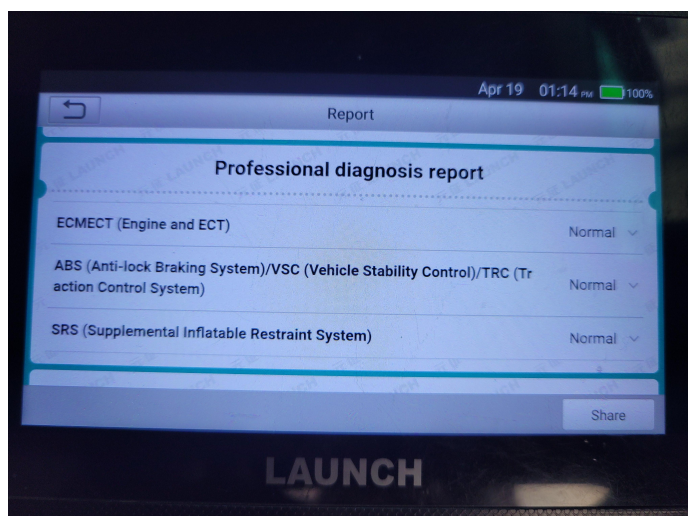 Apr 19 01:14 PM 100%
Report
Professional diagnosis report
ECMECT (Engine and ECT)
Normal
ABS (Anti-lock Braking System)/VSC (Vehicle Stability Control)/TRC (Tr
action Control System)
Normal
SRS (Supplemental Inflatable Restraint System)
Normal
Share
LAUNCH